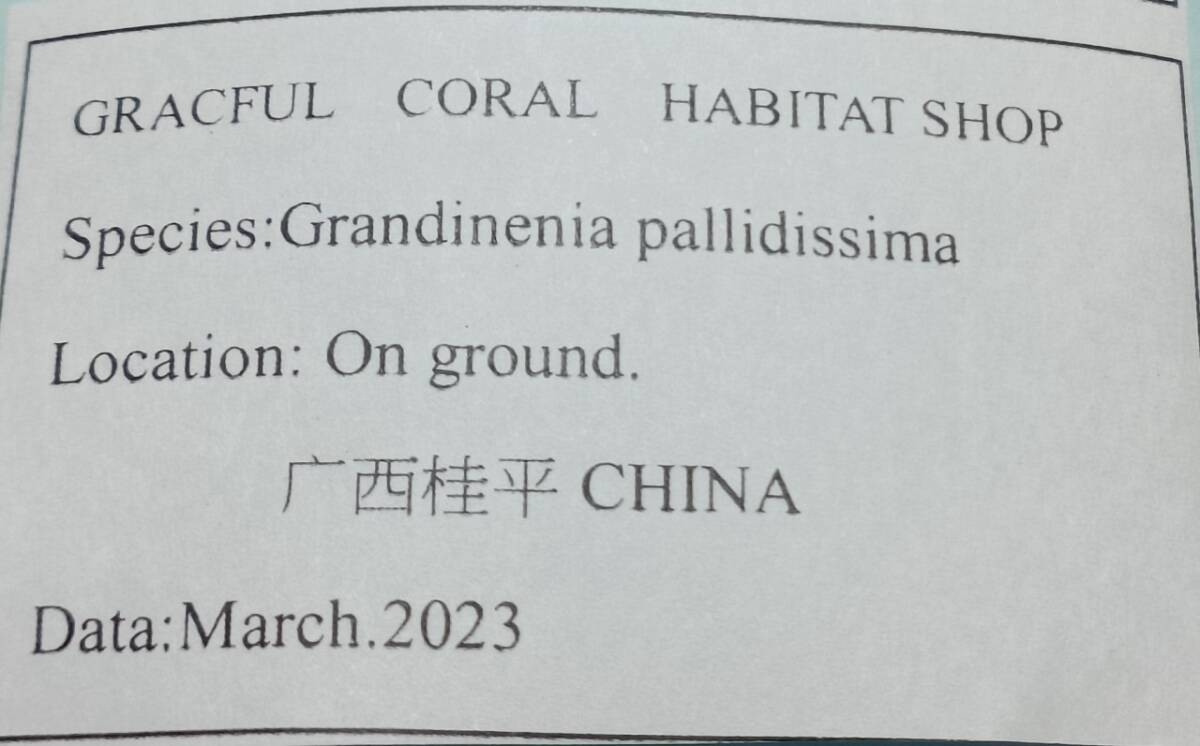 GRACFUL CORAL HABITAT SHOP
Species:Grandinenia pallidissima
Location: On ground.
广西桂平 CHINA
Data:March.2023